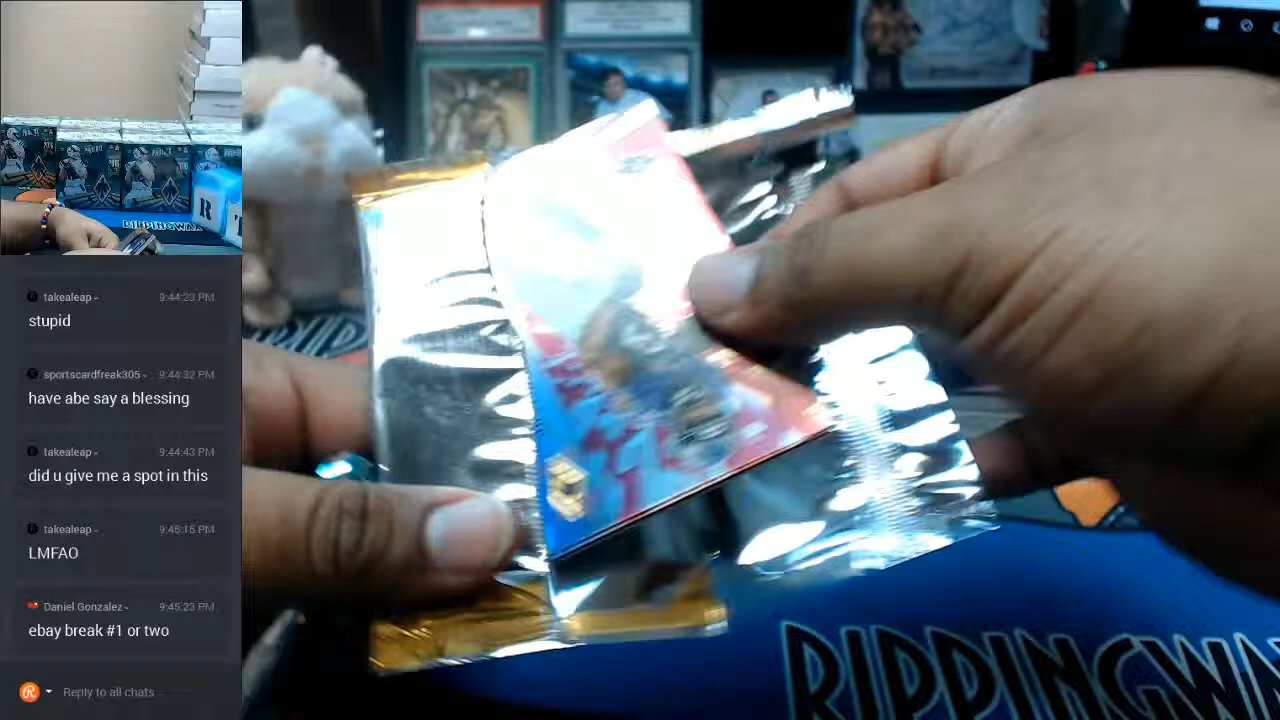 RIPPINGWAX
takealeap
9:44:23 PM
stupid
sportscardfreak305
9:44:32 PM
have abe say a blessing
takealeap
9:44:43 PM
did u give me a spot in this
takealeap
9:45:15 PM
LMFAO
Daniel Gonzalez
9:45:23 PM
ebay break #1 or two
Reply to all chats
RIPPINGWA